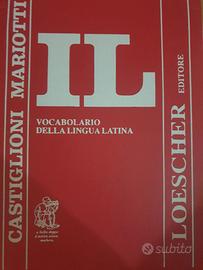 CASTIGLIONI MARIOTTI
IL
VOCABOLARIO
DELLA LINGUA LATINA
LOESCHER EDITORE
subito